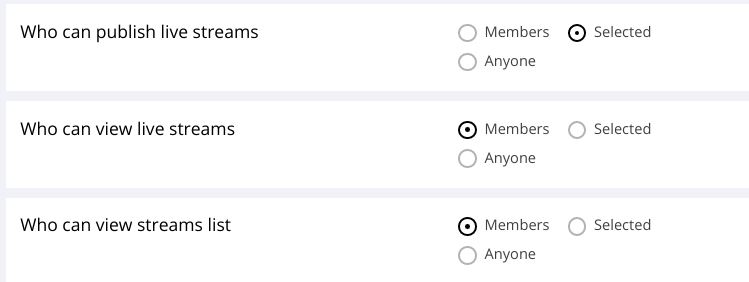 Who can publish live streams Members Selected
Anyone
Who can view live streams Members Selected
Anyone
Who can view streams list Members Selected
Anyone